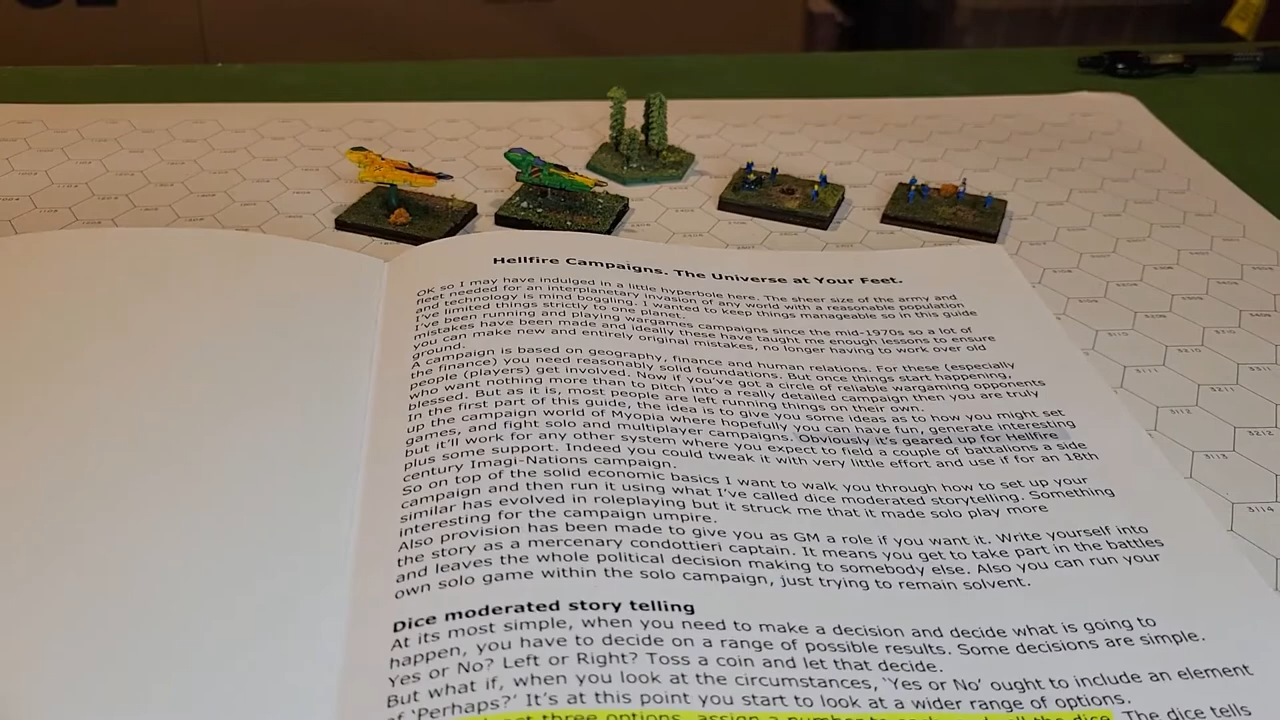 Hellfire Campaigns. The Universe at Your Feet.
OK so I may have indulged in a little hyperbole here. The sheer size of the army and
fleet needed for an interplanetary invasion of any world with a reasonable population
and technology is mind boggling. I wanted to keep things manageable so in this guide
I've limited things strictly to one planet.
I've been running and playing wargames campaigns since the mid-1970s so a lot of
mistakes have been made and ideally these have taught me enough lessons to ensure
you can make new and entirely original mistakes, no longer having to work over old
ground.
A campaign is based on geography, finance and human relations. For these (especially
the finance) you need reasonably solid foundations. But once things start happening,
people (players) get involved. Now if you've got a circle of reliable wargaming opponents
who want nothing more than to pitch into a really detailed campaign then you are truly
blessed. But as it is, most people are left running things on their own.
In the first part of this guide, the idea is to give you some ideas as to how you might set
up the campaign world of Myopia where hopefully you can have fun, generate interesting
games, and fight solo and multiplayer campaigns. Obviously it's geared up for Hellfire
but it'll work for any other system where you expect to field a couple of battalions a side
plus some support. Indeed you could tweak it with very little effort and use if for an 18th
century Imagi-Nations campaign.
So on top of the solid economic basics I want to walk you through how to set up your
campaign and then run it using what I've called dice moderated storytelling. Something
similar has evolved in roleplaying but it struck me that it made solo play more
interesting for the campaign umpire.
Also provision has been made to give you as GM a role if you want it. Write yourself into
the story as a mercenary condottieri captain. It means you get to take part in the battles
and leaves the whole political decision making to somebody else. Also you can run your
own solo game within the solo campaign, just trying to remain solvent.
Dice moderated story telling
At its most simple, when you need to make a decision and decide what is going to
happen, you have to decide on a range of possible results. Some decisions are simple.
Yes or No? Left or Right? Toss a coin and let that decide.
But what if, when you look at the circumstances, 'Yes or No' ought to include an element
of 'Perhaps?' It's at this point you start to look at a wider range of options.
three options, assign a number to each and roll the dice. The dice tells
3111
3211
3112
3212
3113
3114